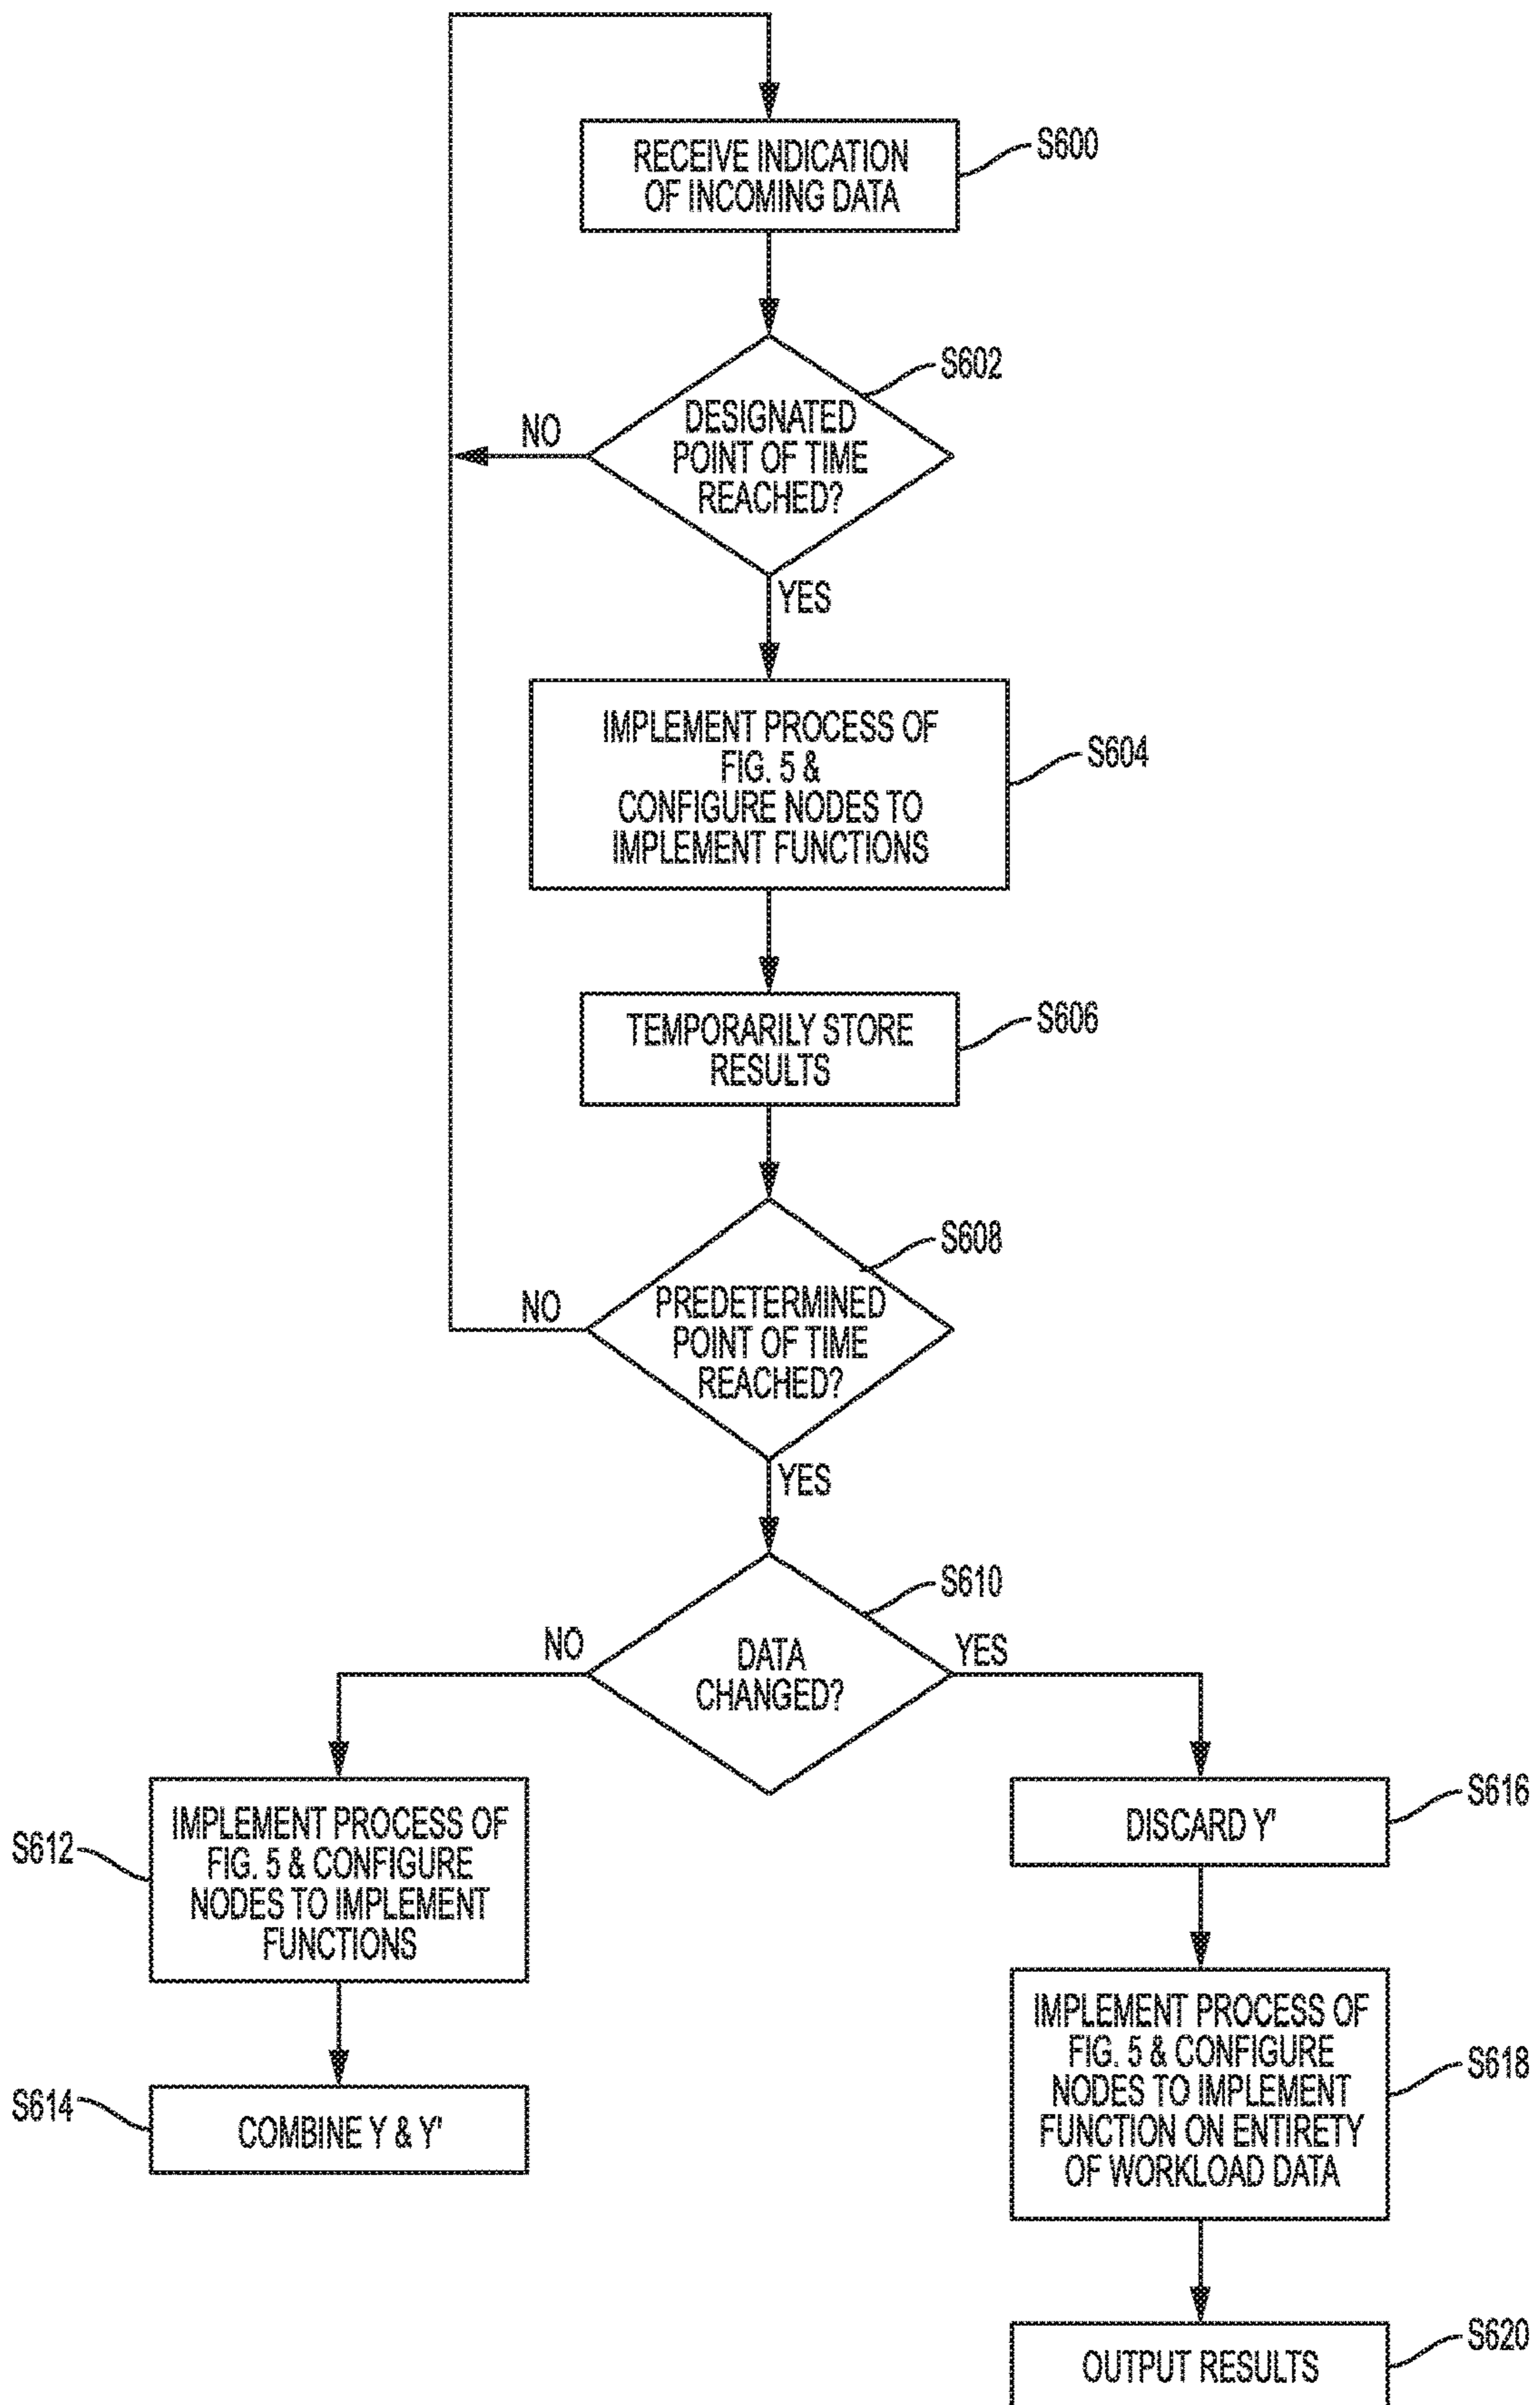 RECEIVE INDICATION
OF INCOMING DATA
S600
S602
DESIGNATED
POINT OF TIME
REACHED?
NO
YES
IMPLEMENT PROCESS OF
FIG. 5 &
CONFIGURE NODES TO
IMPLEMENT FUNCTIONS
S604
TEMPORARILY STORE
RESULTS
S606
S608
PREDETERMINED
POINT OF TIME
REACHED?
NO
YES
S610
DATA
CHANGED?
NO
YES
S612
IMPLEMENT PROCESS OF
FIG. 5 & CONFIGURE
NODES TO IMPLEMENT
FUNCTIONS
S614
COMBINE Y & Y'
DISCARD Y'
S616
IMPLEMENT PROCESS OF
FIG. 5 & CONFIGURE
NODES TO IMPLEMENT
FUNCTION ON ENTIRETY
OF WORKLOAD DATA
S618
OUTPUT RESULTS
S620